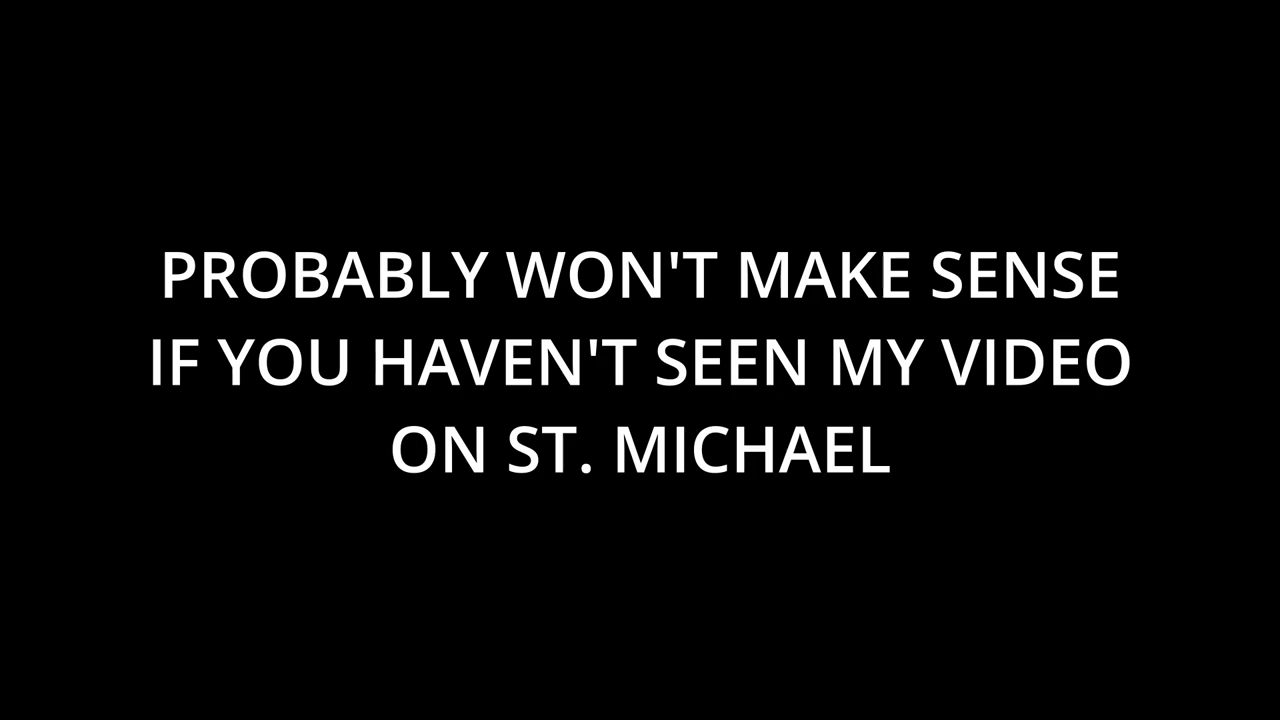 PROBABLY WON'T MAKE SENSE
IF YOU HAVEN'T SEEN MY VIDEO
ON ST. MICHAEL